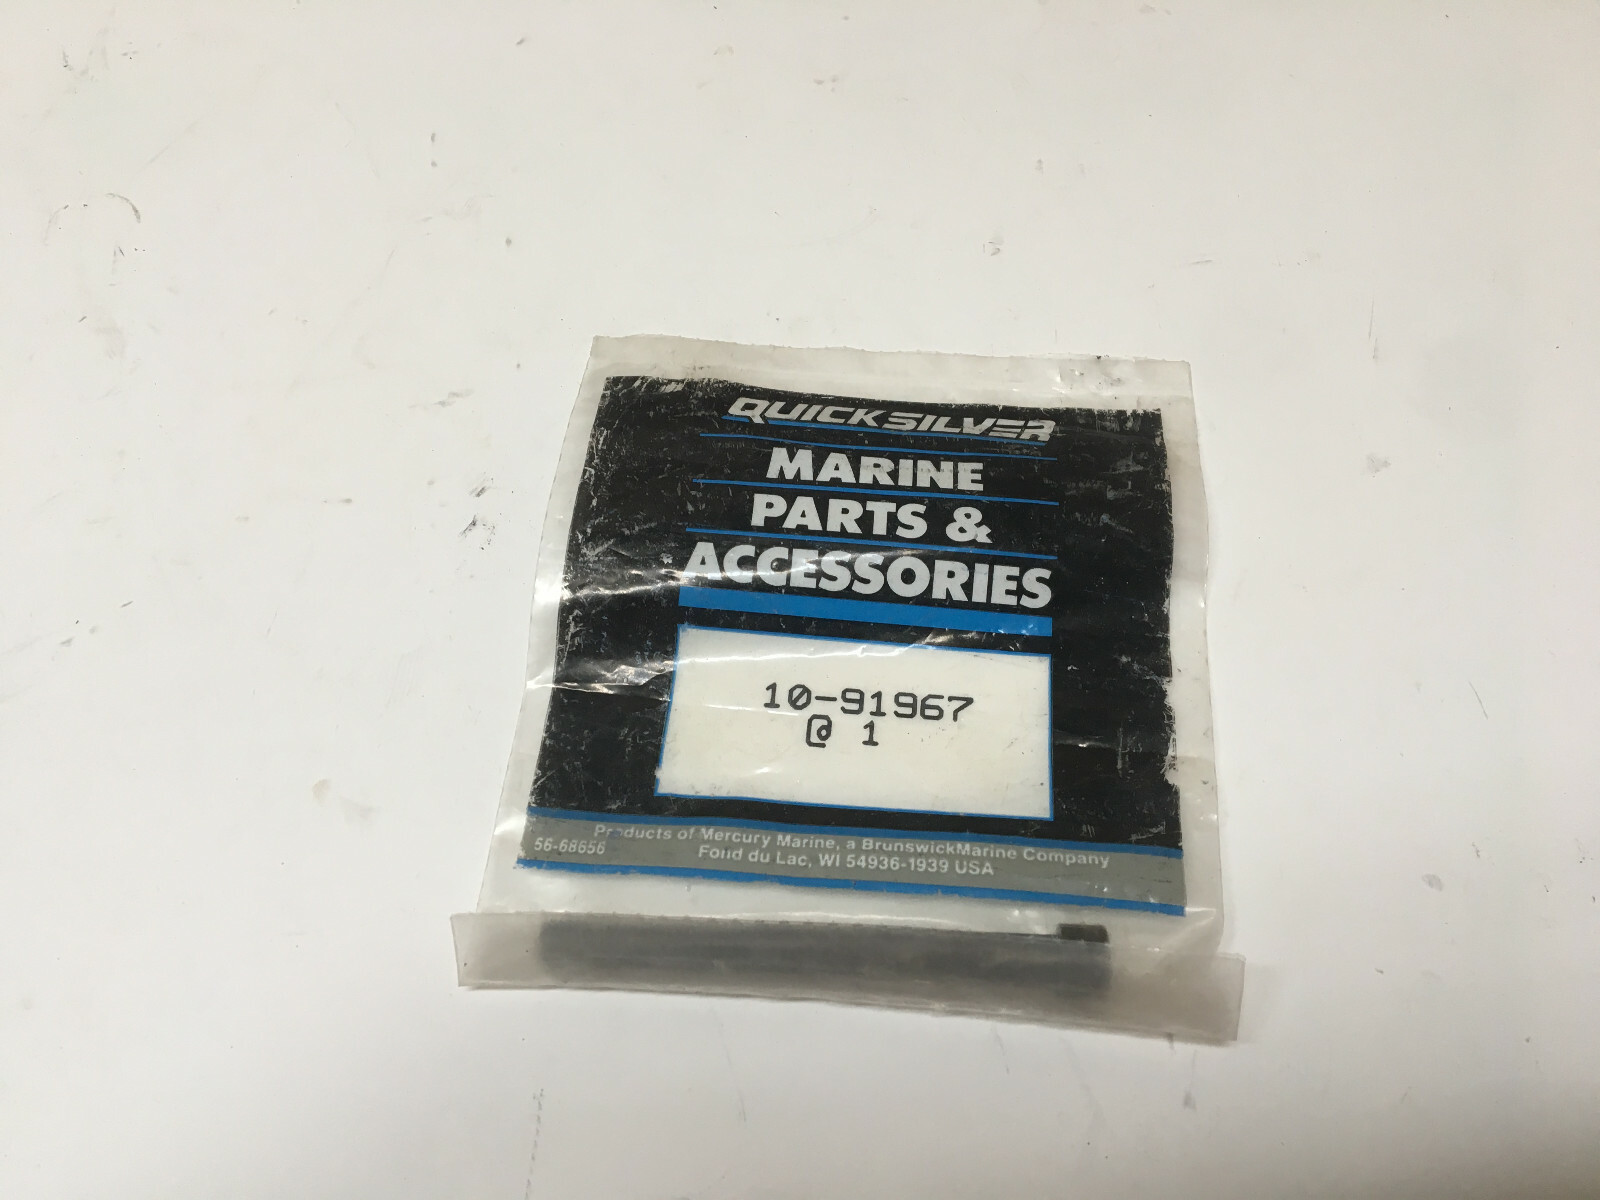 QUICKSILVER
MARINE
PARTS &
ACCESSORIES
10-91967
@ 1
Products of Mercury Marine, a BrunswickMarine Company
56-68656
Fond du Lac, WI 54936-1939 USA